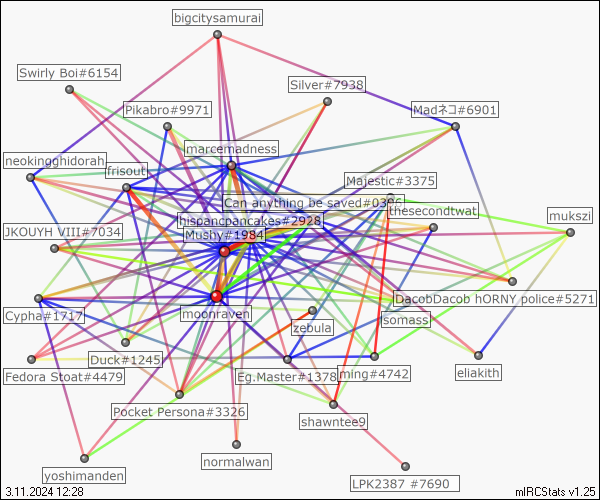 bigcitysamurai
Swirly Boi#6154
Silver#7938
Pikabro#9971
Madネコ#6901
marcemadness
neokingghidorah
frisout
Majestic#3375
Can anything be saved#0386
thesecondtwat
hispancpancakes#2928
mukszi
JKOUYH VIII#7034
Mushy#1984
DacobDacob hORNY police#5271
Cypha#1717
moonraven
somass
zebula
Duck#1245
Fedora Stoat#4479
Eg.Master#1378
ming#4742
eliakith
Pocket Persona#3326
shawntee9
normalwan
yoshimanden
LPK2387 #7690
3.11.2024 12:28
mIRCStats v1.25